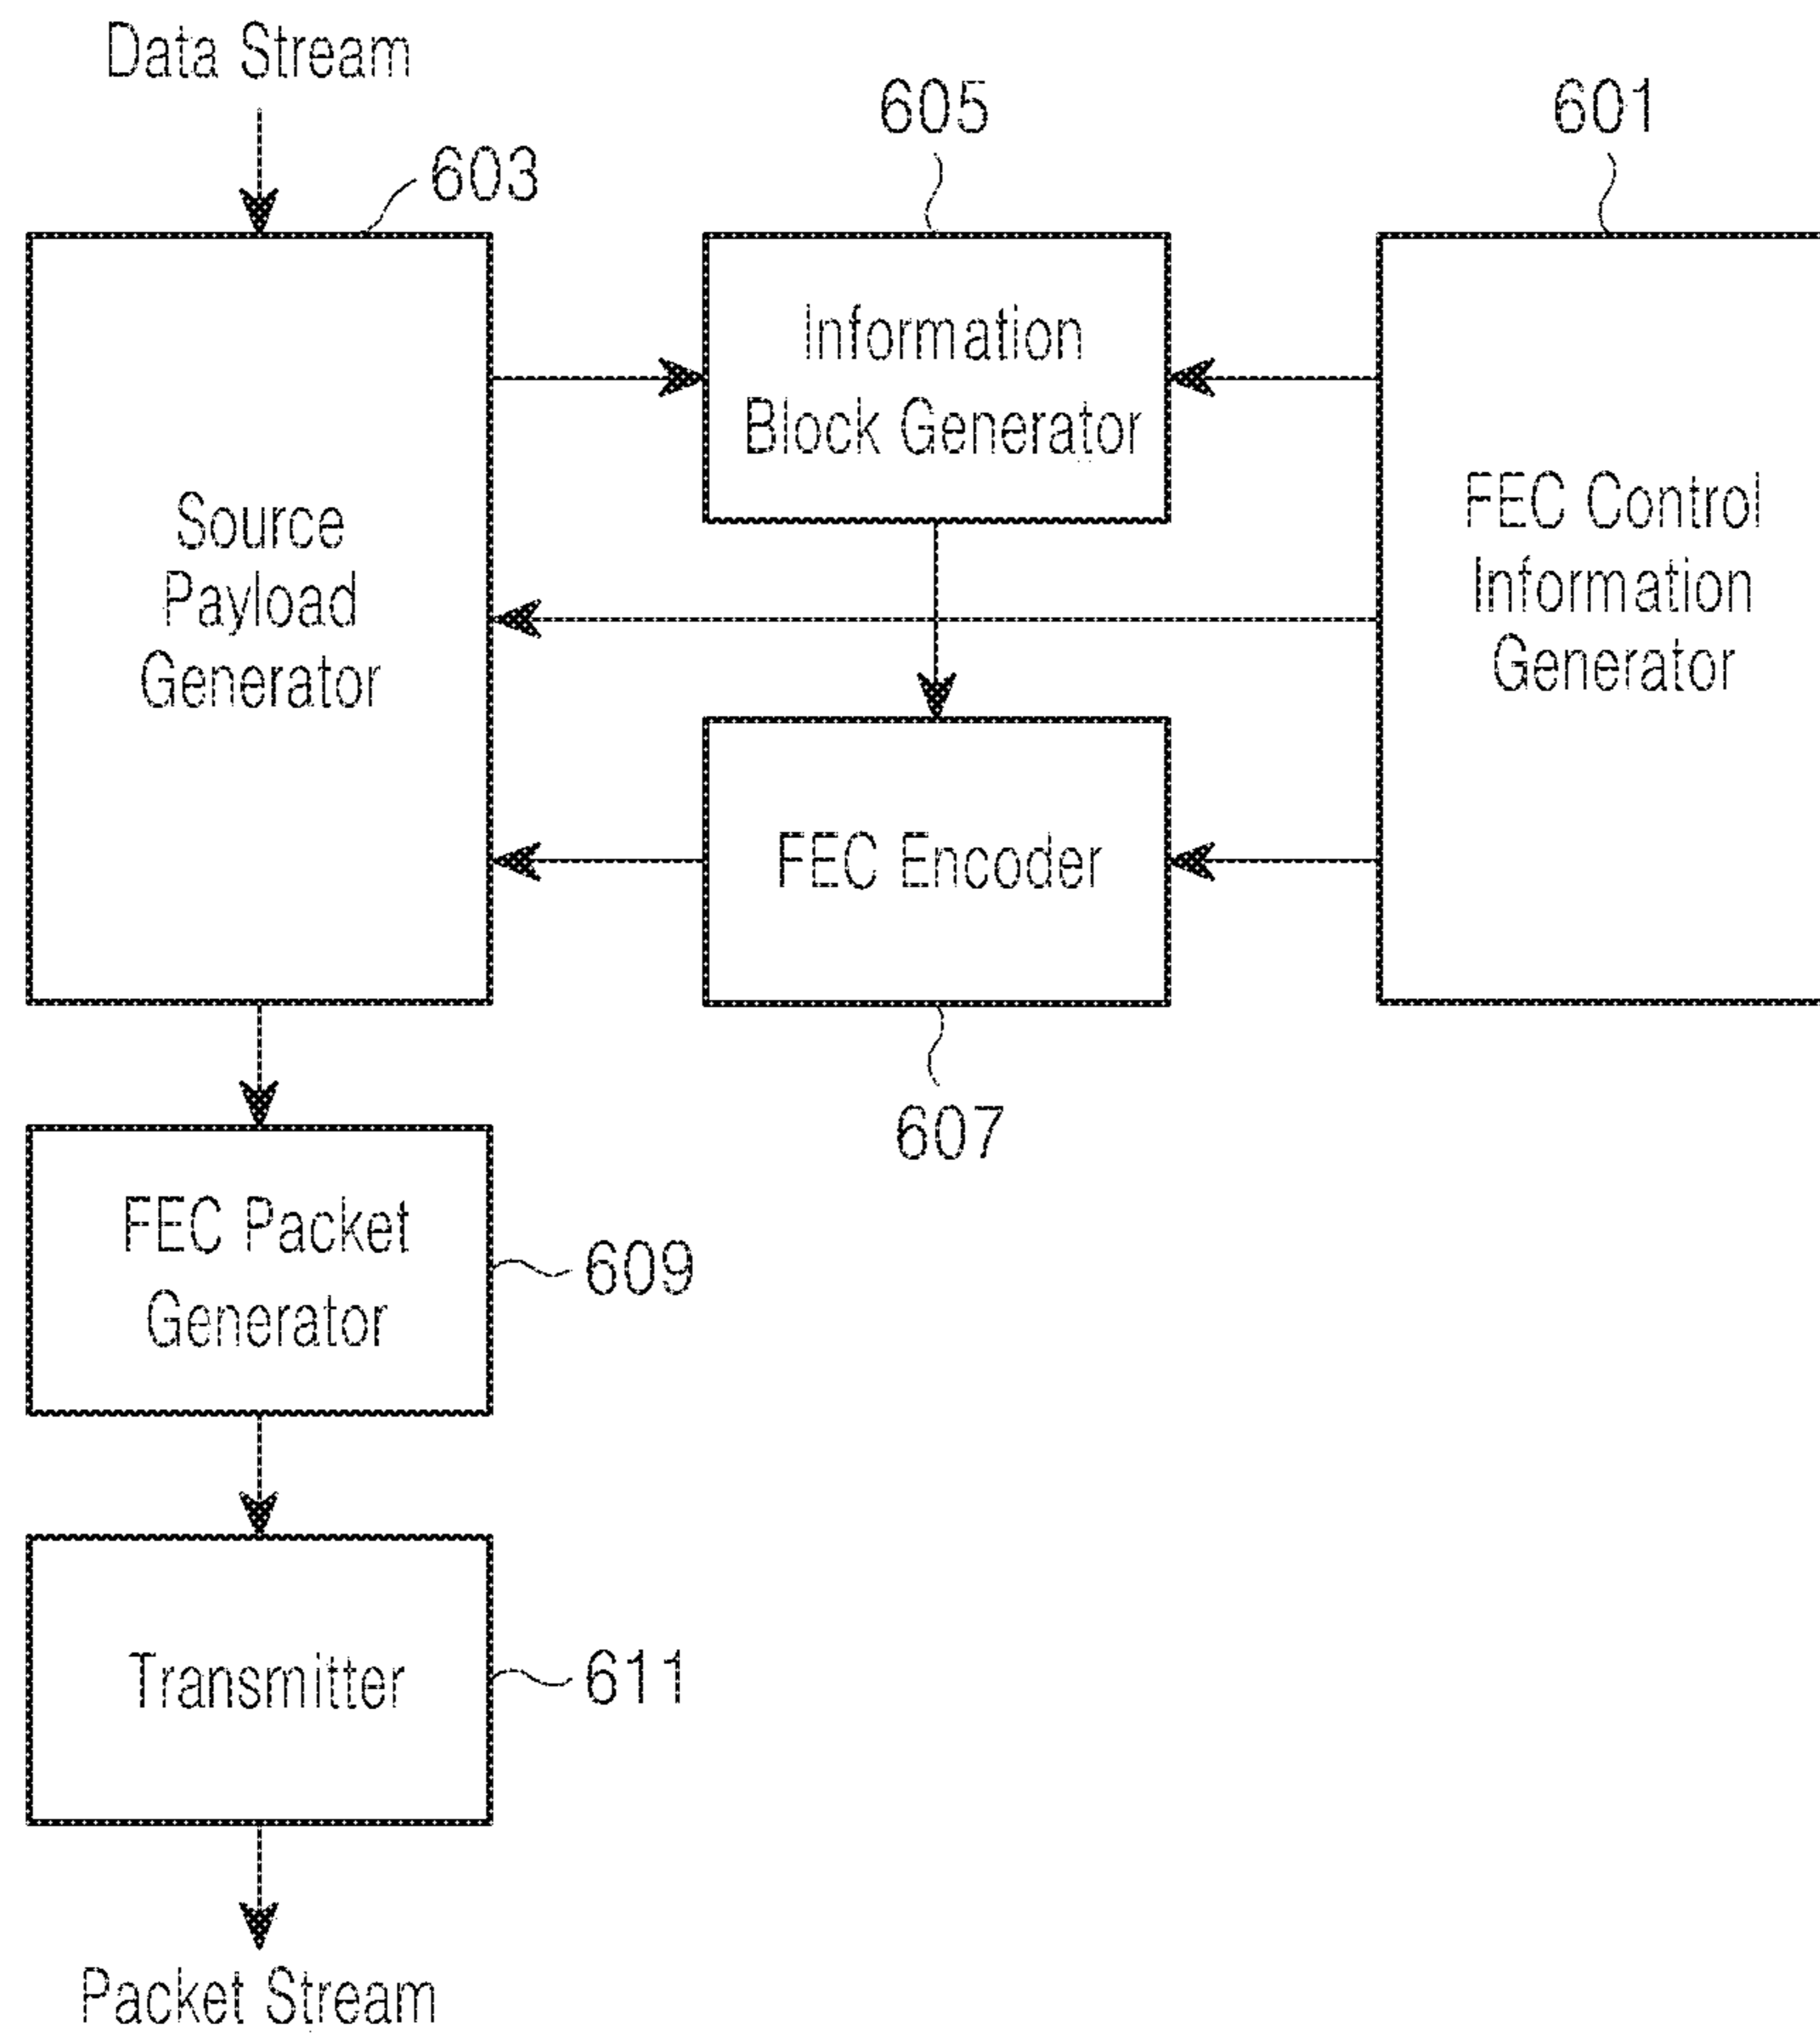 Data Stream
603
605
601
Source
Payload
Generator
Information
Block Generator
FEC Control
Information
Generator
FEC Encoder
607
FEC Packet
Generator
609
Transmitter
611
Packet Stream